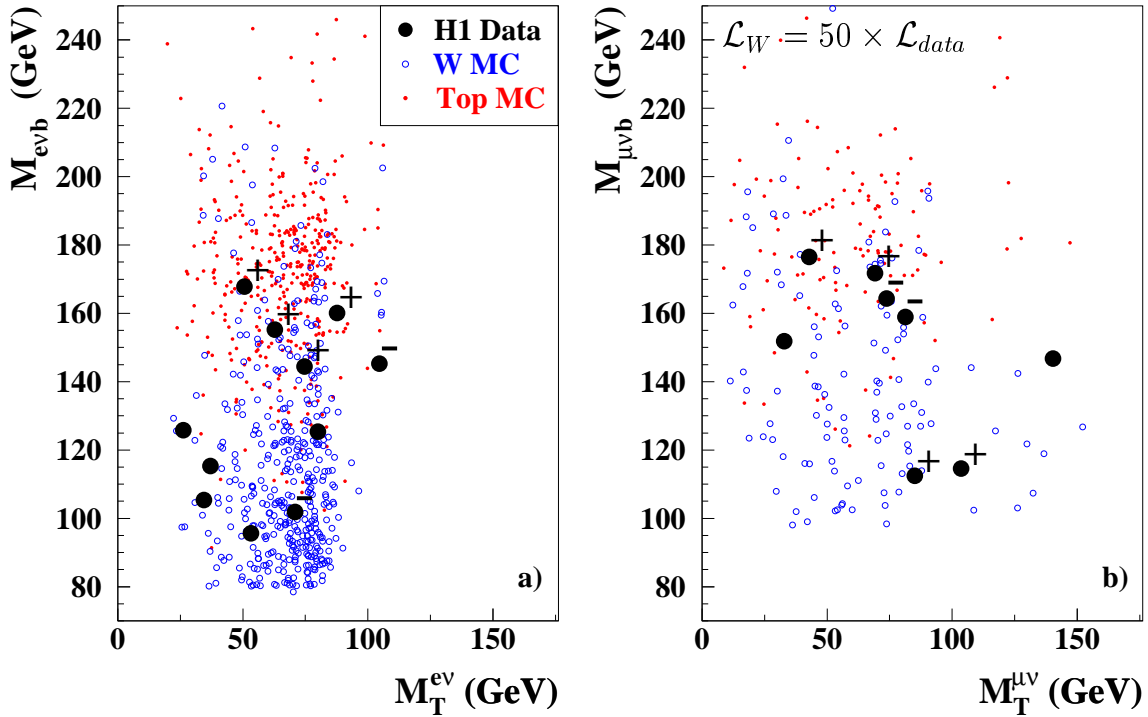 M_eνb (GeV)
240
220
200
180
160
140
120
100
80
0
50
100
150
M_T^eν (GeV)
H1 Data
W MC
Top MC
a)
M_μνb (GeV)
240
220
200
180
160
140
120
100
80
0
50
100
150
M_T^μν (GeV)
ℒ_W = 50 × ℒ_data
b)